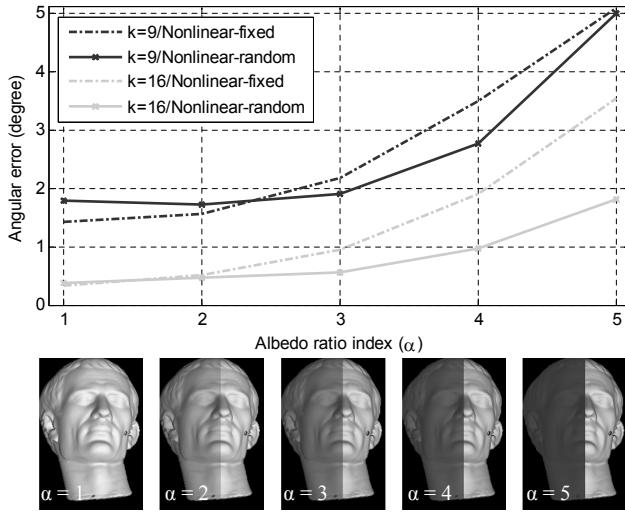 5
4
3
2
1
0
Angular error (degree)
k=9/Nonlinear-fixed
k=9/Nonlinear-random
k=16/Nonlinear-fixed
k=16/Nonlinear-random
1 2 3 4 5
Albedo ratio index (α)
α = 1 α = 2 α = 3 α = 4 α = 5